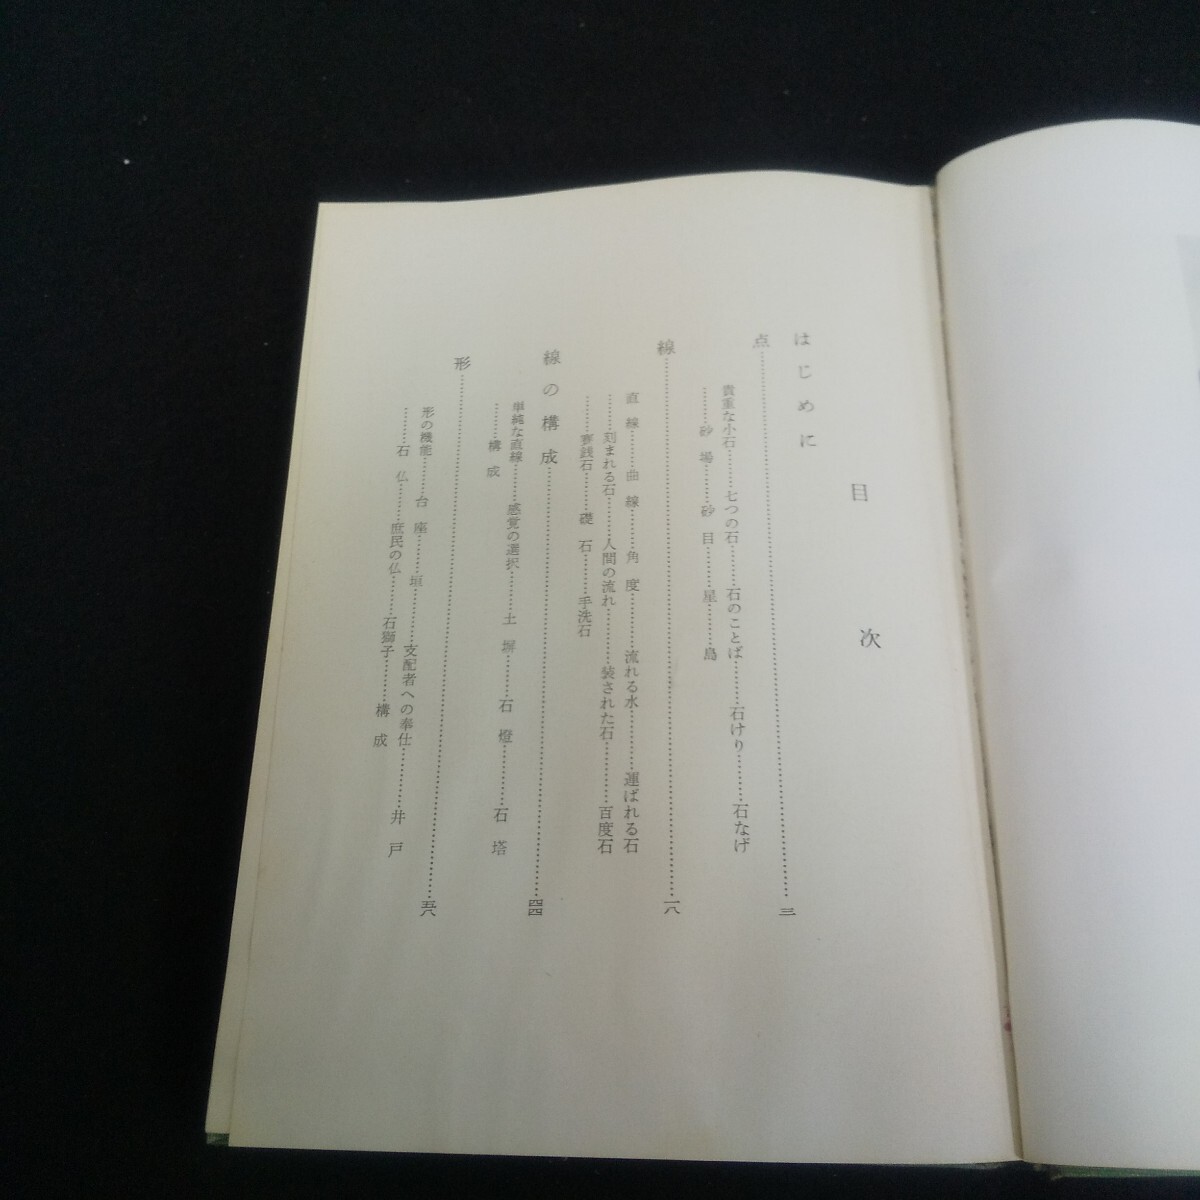 目次
はじめに
点……三
貴重な小石……七つの石……石のことば……石けり……石なげ
……砂場……砂目……星……島
線……一八
直線……曲線……角度……流れる水……運ばれる石
……刻まれる石……人間の流れ……装された石……百度石
……賽銭石……礎石……手洗石
線の構成……四四
単純な直線……感覚の選択……土塀……石燈……石塔
……構成
形……五八
形の機能……台座……垣……支配者への奉仕……井戸
……石仏……庶民の仏……石獅子……構成